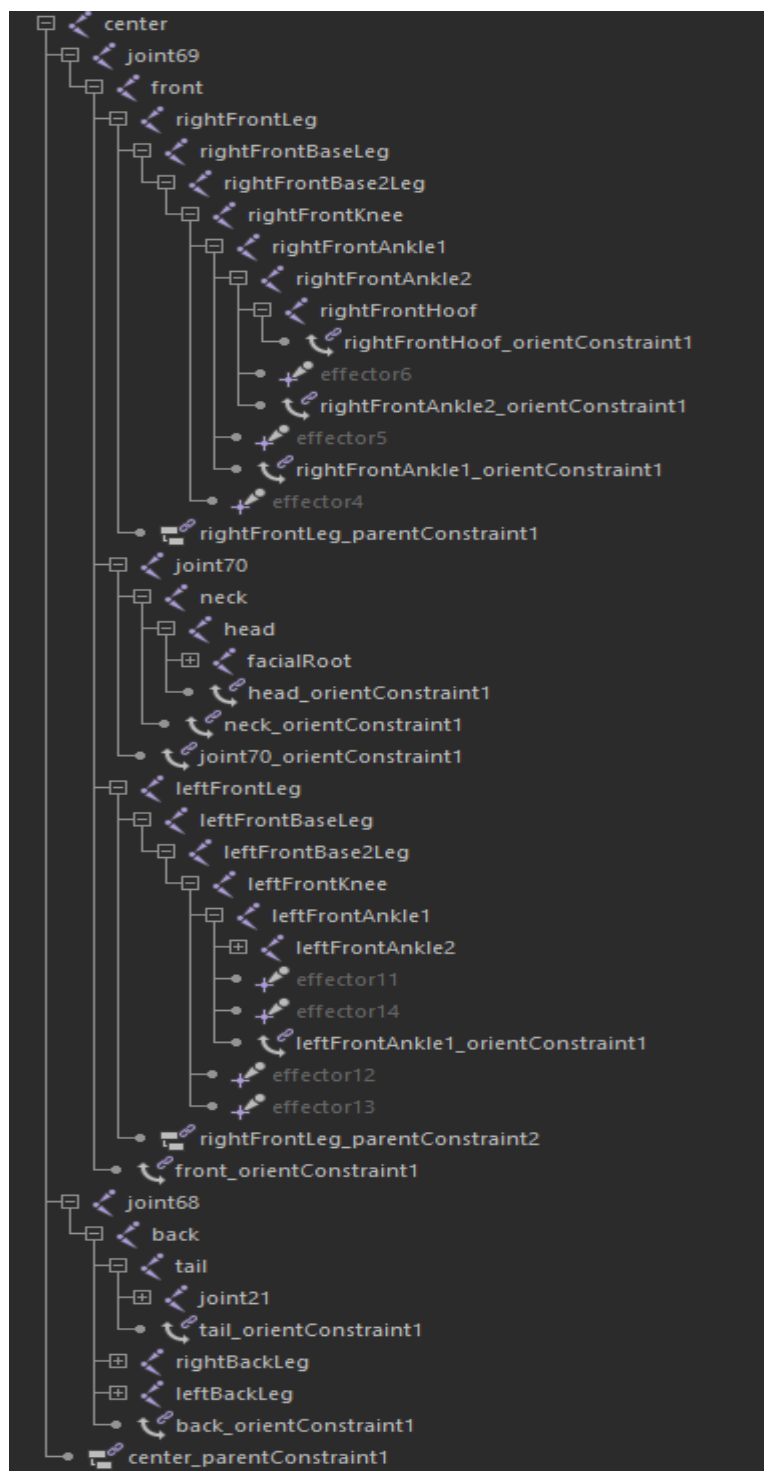 center
joint69
front
rightFrontLeg
rightFrontBaseLeg
rightFrontBase2Leg
rightFrontKnee
rightFrontAnkle1
rightFrontAnkle2
rightFrontHoof
rightFrontHoof_orientConstraint1
effector6
rightFrontAnkle2_orientConstraint1
effector5
rightFrontAnkle1_orientConstraint1
effector4
rightFrontLeg_parentConstraint1
joint70
neck
head
facialRoot
head_orientConstraint1
neck_orientConstraint1
joint70_orientConstraint1
leftFrontLeg
leftFrontBaseLeg
leftFrontBase2Leg
leftFrontKnee
leftFrontAnkle1
leftFrontAnkle2
effector11
effector14
leftFrontAnkle1_orientConstraint1
effector12
effector13
rightFrontLeg_parentConstraint2
front_orientConstraint1
joint68
back
tail
joint21
tail_orientConstraint1
rightBackLeg
leftBackLeg
back_orientConstraint1
center_parentConstraint1